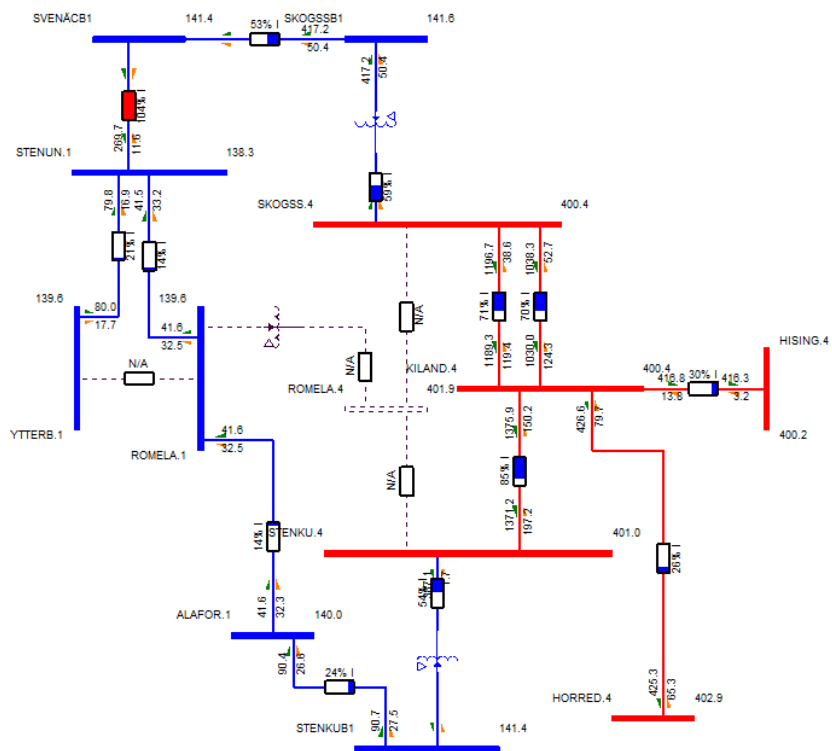 SVENÄCB1
141.4
53% I
417.2
50.4
SKOGSSB1
141.6
417.2
50.4
104% I
269.7
11.6
STENUN.1
138.3
59% I
SKOGSS.4
400.4
79.8
16.9
41.5
33.2
21% I
14% I
1196.7
38.6
1038.3
52.7
71% I
70% I
1189.3
119.4
1030.0
124.3
N/A
139.6
80.0
17.7
139.6
41.6
32.5
N/A
N/A
ROMELA.4
KILAND.4
401.9
HISING.4
400.4
416.8
13.8
30% I
416.3
3.2
400.2
YTTERB.1
ROMELA.1
41.6
32.5
1375.9
150.2
426.6
79.7
85% I
1371.2
197.2
N/A
14% I
STENKU.4
401.0
26% I
41.6
32.3
54% I
ALAFOR.1
140.0
90.4
26.6
24% I
90.7
27.5
STENKUB1
141.4
425.3
65.3
HORRED.4
402.9